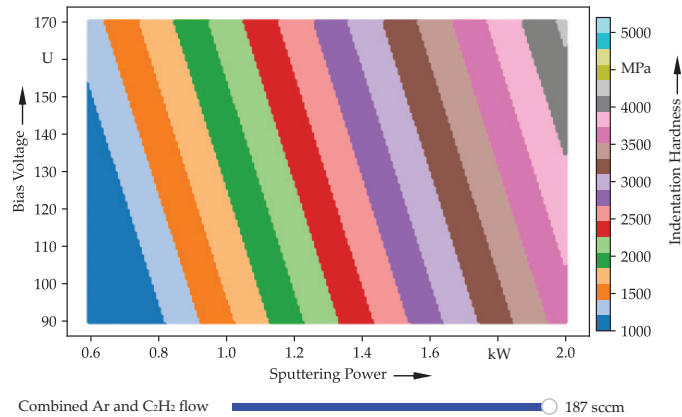 170
U
150
140
130
120
110
100
90
Bias Voltage
0.6 0.8 1.0 1.2 1.4 1.6 kW 2.0
Sputtering Power
5000
MPa
4000
3500
3000
2500
2000
1500
1000
Indentation Hardness
Combined Ar and C₂H₂ flow 187 sccm